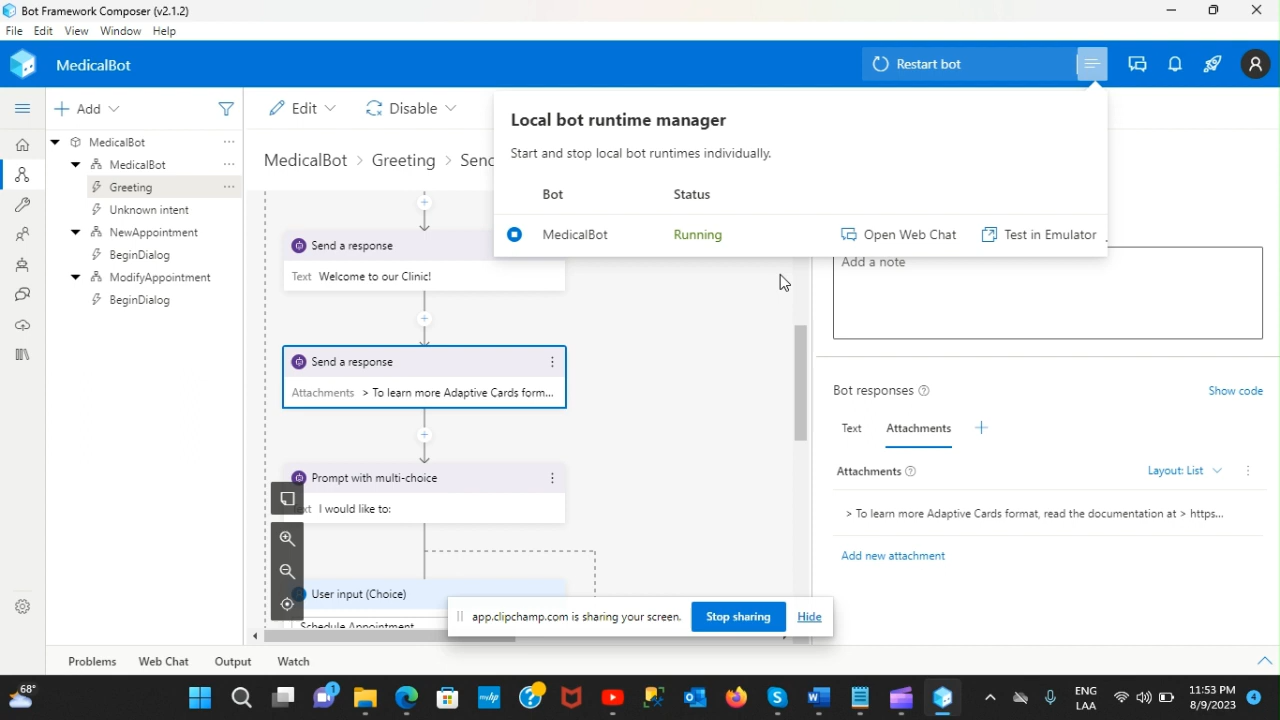 Bot Framework Composer (v2.1.2)
File Edit View Window Help
MedicalBot
Restart bot
Add
Edit
Disable
MedicalBot
MedicalBot
Greeting
Unknown intent
NewAppointment
BeginDialog
ModifyAppointment
BeginDialog
MedicalBot > Greeting > Send
Local bot runtime manager
Start and stop local bot runtimes individually.
Bot Status
MedicalBot Running Open Web Chat Test in Emulator
Send a response
Text Welcome to our Clinic!
Send a response
Attachments > To learn more Adaptive Cards form...
Prompt with multi-choice
I would like to:
User input (Choice)
Schedule Appointment
Add a note
Bot responses
Show code
Text Attachments
Attachments
Layout: List
> To learn more Adaptive Cards format, read the documentation at > https...
Add new attachment
app.clipchamp.com is sharing your screen. Stop sharing Hide
Problems Web Chat Output Watch
68°
1
ENG
LAA
11:53 PM
8/9/2023
4